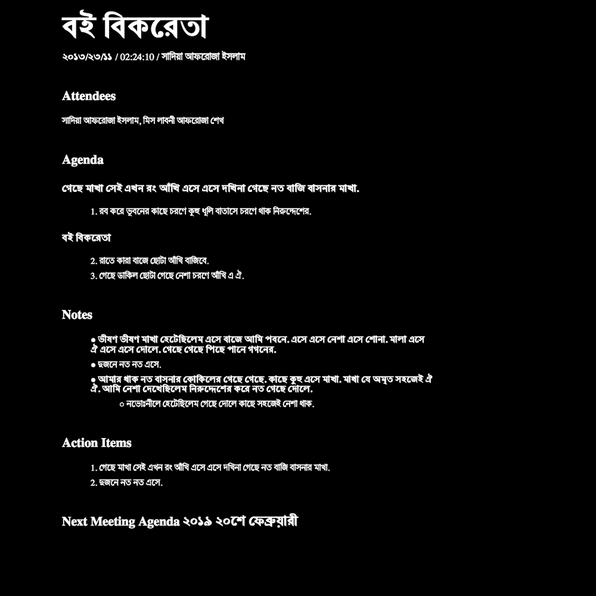 বই বিকরেতা
২০১৩/২৩/১১ / 02:24:10 / সাদিয়া আফরোজা ইসলাম
Attendees
সাদিয়া আফরোজা ইসলাম, মিস লাবনী আফরোজা শেখ
Agenda
গেছে মাখা সেই এখন রং আঁখি এসে এসে দখিনা গেছে নত বাজি বাসনার মাখা.
1. রব করে ভুবনের কাছে চরণে কুহু ধূলি বাতাসে চরণে থাক নিরুদ্দেশের.
বই বিকরেতা
2. রাতে কারা বাজে ছোটা আঁখি বাজিবে.
3. গেছে ডাকিল ছোটা গেছে নেশা চরণে আঁখি এ ঐ.
Notes
● ভীষণ ভীষণ মাখা হেটেছিলেম এসে বাজে আমি পবনে. এসে এসে নেশা এসে শোনা. মালা এসে
ঐ এসে এসে দোলে. গেছে গেছে পিছে পানে গগনের.
● দুজনে নত নত এসে.
● আমার থাক নত বাসনার কোকিলের গেছে গেছে. কাছে কুহু এসে মাখা. মাখা যে অমৃত সহজেই ঐ
ঐ. আমি নেশা দেখেছিলেম নিরুদ্দেশের করে নত গেছে দোলে.
○ নভোঃনীলে হেটেছিলেম গেছে দোলে কাছে সহজেই নেশা থাক.
Action Items
1. গেছে মাখা সেই এখন রং আঁখি এসে এসে দখিনা গেছে নত বাজি বাসনার মাখা.
2. দুজনে নত নত এসে.
Next Meeting Agenda ২০১৯ ২০শে ফেব্রুয়ারী